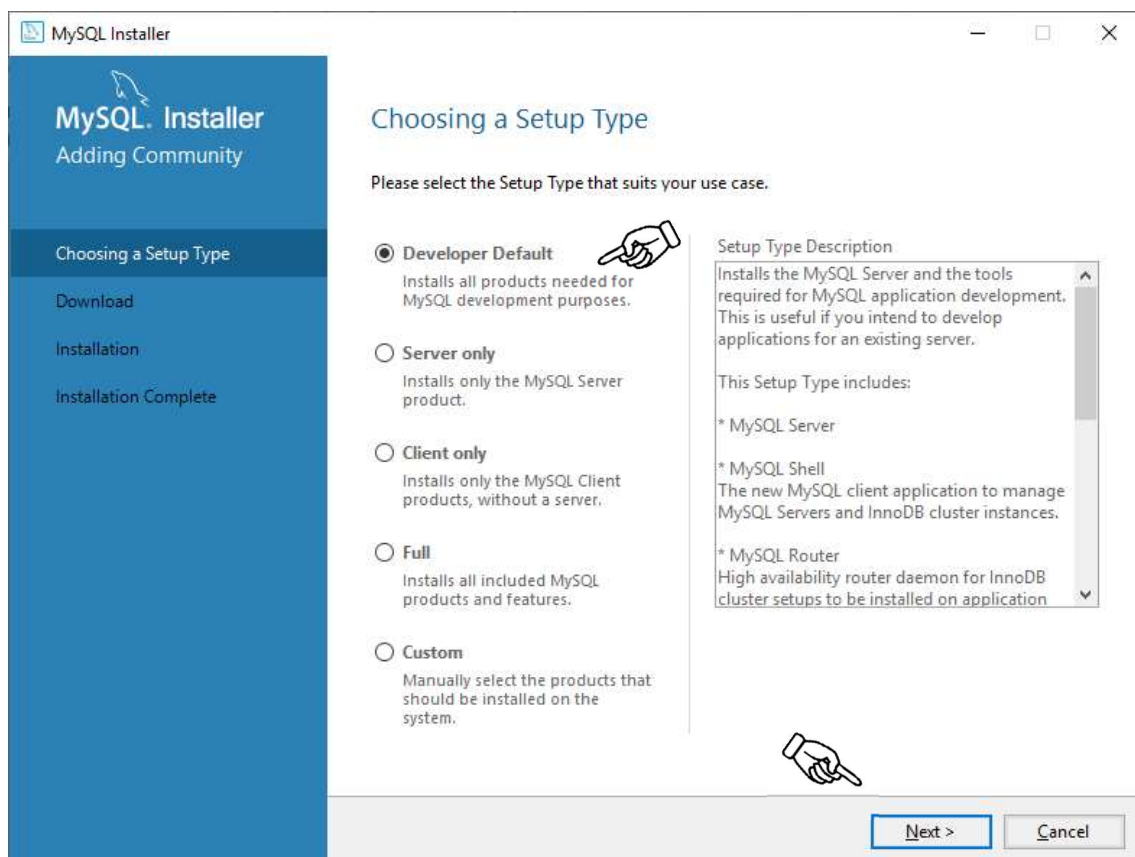 MySQL Installer
MySQL. Installer
Adding Community
Choosing a Setup Type
Download
Installation
Installation Complete
Choosing a Setup Type
Please select the Setup Type that suits your use case.
Developer Default
Installs all products needed for
MySQL development purposes.
Server only
Installs only the MySQL Server
product.
Client only
Installs only the MySQL Client
products, without a server.
Full
Installs all included MySQL
products and features.
Custom
Manually select the products that
should be installed on the
system.
Setup Type Description
Installs the MySQL Server and the tools
required for MySQL application development.
This is useful if you intend to develop
applications for an existing server.
This Setup Type includes:
* MySQL Server
* MySQL Shell
The new MySQL client application to manage
MySQL Servers and InnoDB cluster instances.
* MySQL Router
High availability router daemon for InnoDB
cluster setups to be installed on application
Next >
Cancel